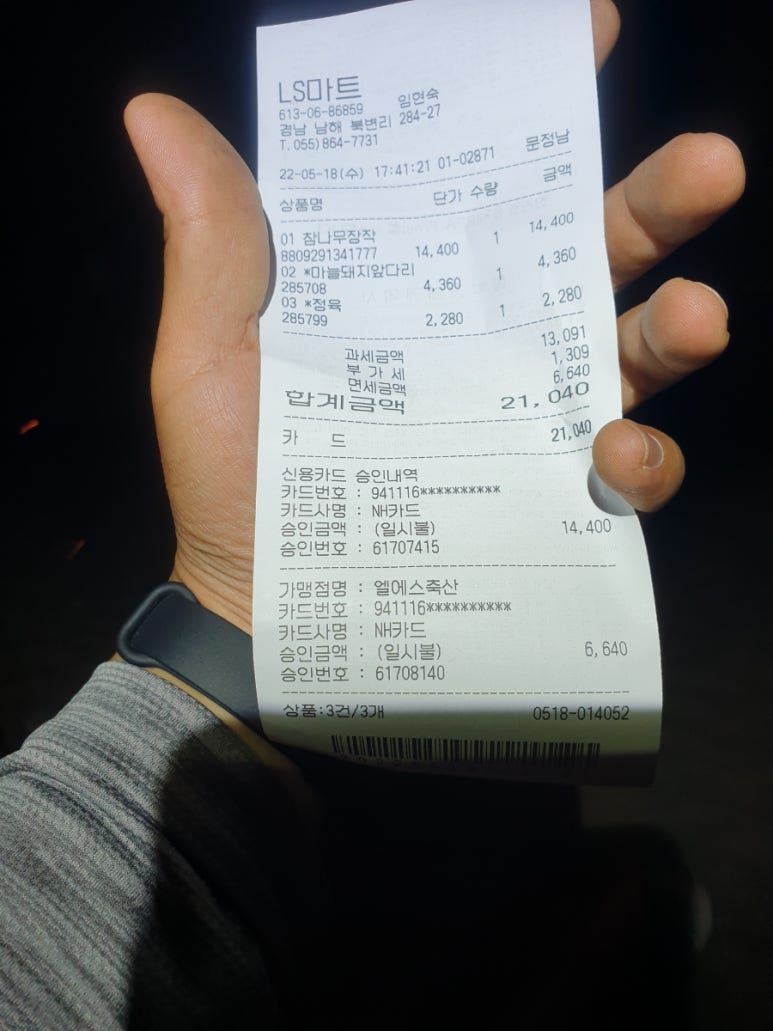 LS마트
613-06-86859 임현숙
경남 남해 북변리 284-27
T. 055)864-7731
22-05-18(수) 17:41:21 01-02871 문정남
상품명 단가 수량 금액
01 참나무장작
8809291341777 14,400 1 14,400
02 *마늘돼지앞다리
285708 4,360 1 4,360
03 *정육
285799 2,280 1 2,280
과세금액 13,091
부 가 세 1,309
면세금액 6,640
합계금액 21,040
카 드 21,040
신용카드 승인내역
카드번호 : 941116**********
카드사명 : NH카드
승인금액 : (일시불) 14,400
승인번호 : 61707415
가맹점명 : 엘에스축산
카드번호 : 941116**********
카드사명 : NH카드
승인금액 : (일시불) 6,640
승인번호 : 61708140
상품:3건/3개 0518-014052